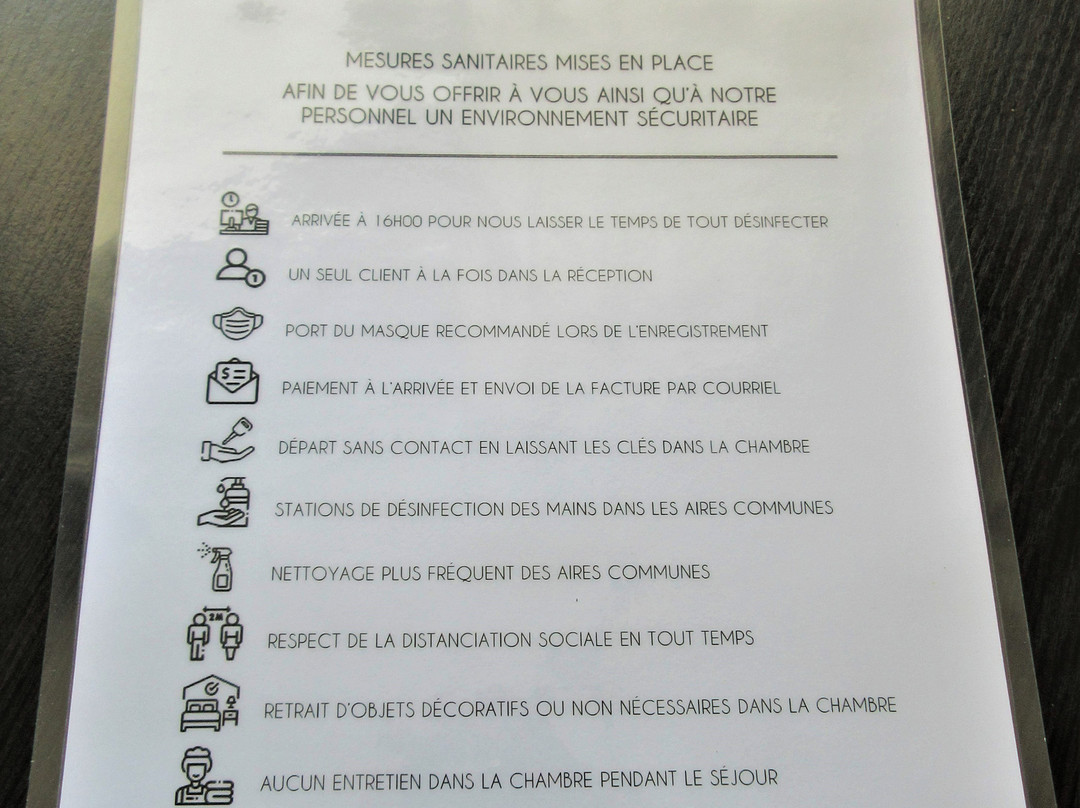 MESURES SANITAIRES MISES EN PLACE
AFIN DE VOUS OFFRIR À VOUS AINSI QU'À NOTRE
PERSONNEL UN ENVIRONNEMENT SÉCURITAIRE
ARRIVÉE À 16H00 POUR NOUS LAISSER LE TEMPS DE TOUT DÉSINFECTER
1
UN SEUL CLIENT À LA FOIS DANS LA RÉCEPTION
PORT DU MASQUE RECOMMANDÉ LORS DE L'ENREGISTREMENT
$
PAIEMENT À L'ARRIVÉE ET ENVOI DE LA FACTURE PAR COURRIEL
DÉPART SANS CONTACT EN LAISSANT LES CLÉS DANS LA CHAMBRE
STATIONS DE DÉSINFECTION DES MAINS DANS LES AIRES COMMUNES
NETTOYAGE PLUS FRÉQUENT DES AIRES COMMUNES
2M
RESPECT DE LA DISTANCIATION SOCIALE EN TOUT TEMPS
RETRAIT D'OBJETS DÉCORATIFS OU NON NÉCESSAIRES DANS LA CHAMBRE
AUCUN ENTRETIEN DANS LA CHAMBRE PENDANT LE SÉJOUR